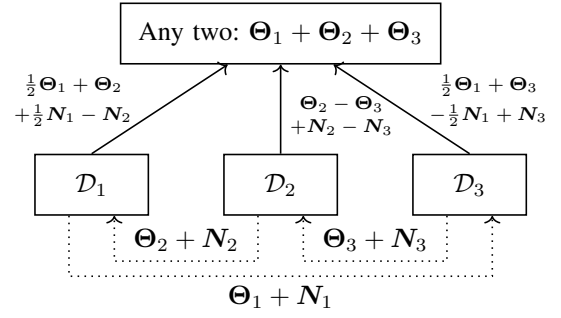 Any two: Θ₁ + Θ₂ + Θ₃
½Θ₁ + Θ₂
+½N₁ − N₂
Θ₂ − Θ₃
+N₂ − N₃
½Θ₁ + Θ₃
-½N₁ + N₃
𝒟₁
𝒟₂
𝒟₃
Θ₂ + N₂
Θ₃ + N₃
Θ₁ + N₁